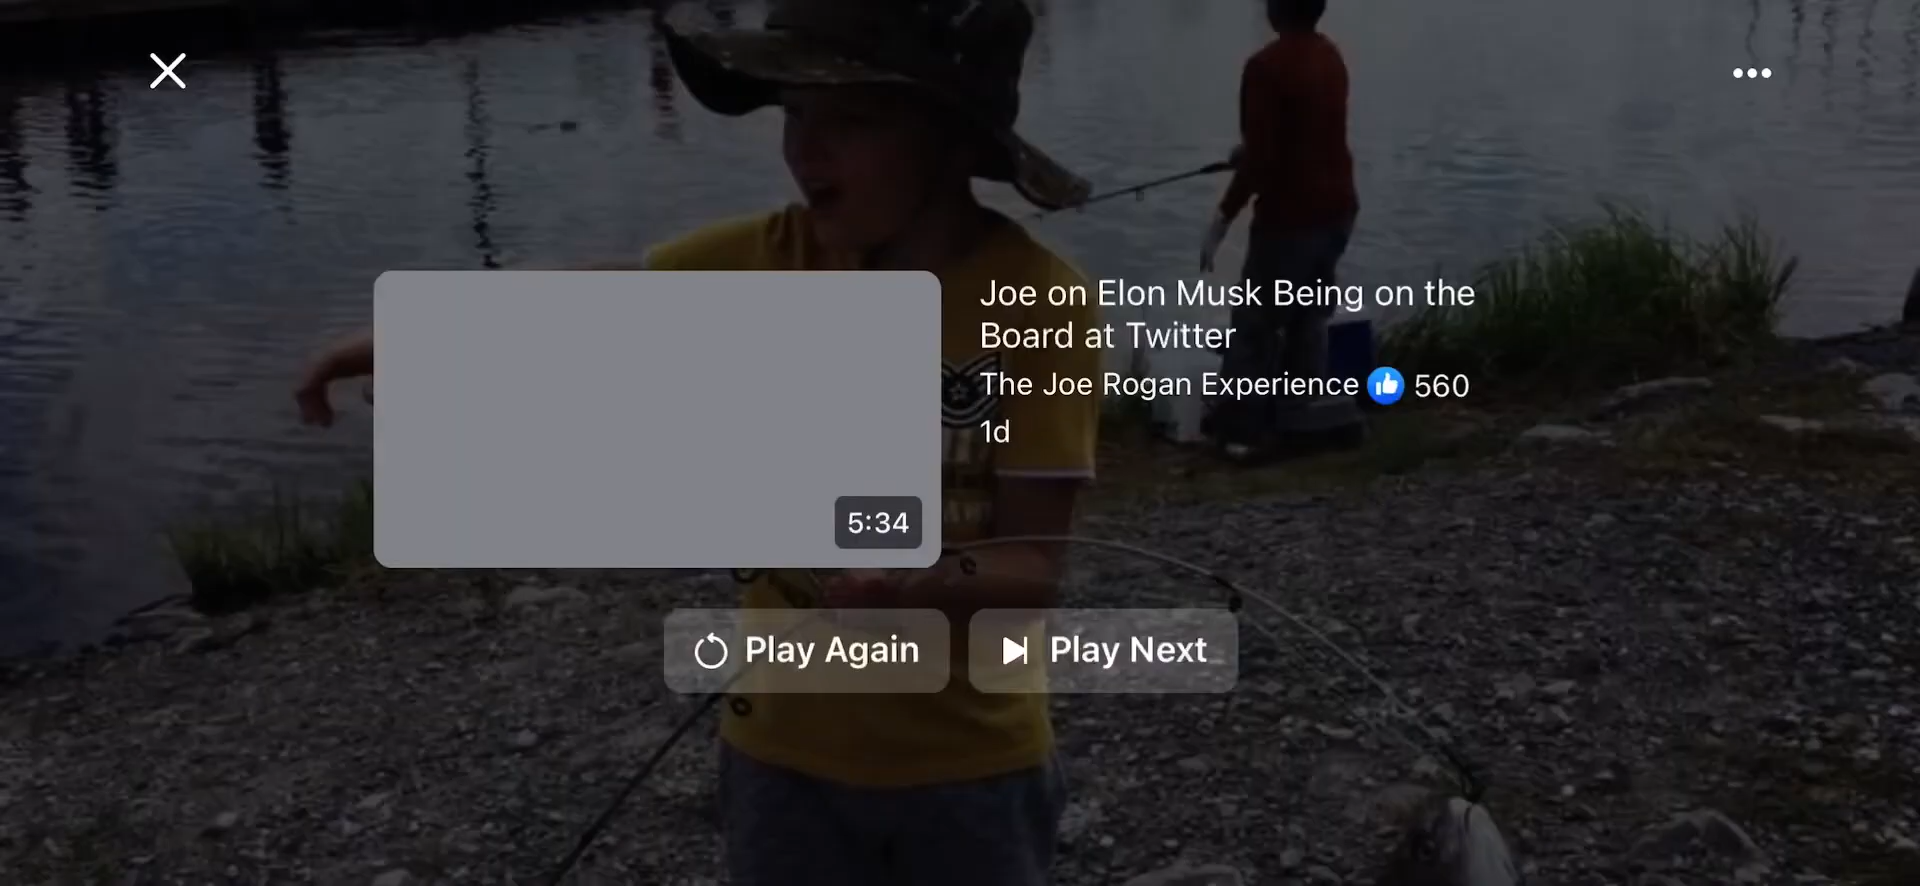 Joe on Elon Musk Being on the
Board at Twitter
The Joe Rogan Experience 560
1d
5:34
Play Again
Play Next